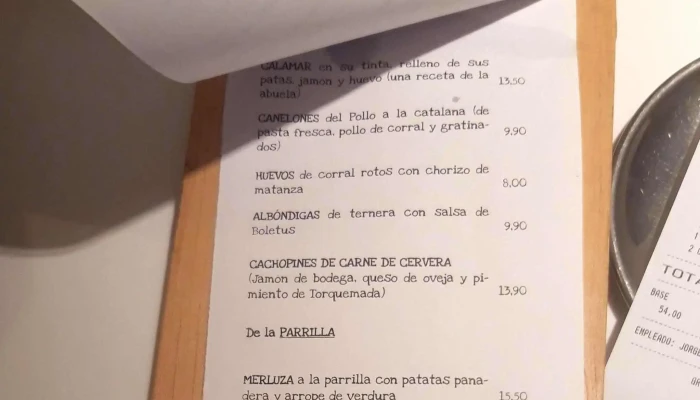 CALAMAR en su tinta, relleno de sus
patas, jamon y huevo (una receta de la 13,50
abuela)
CANELONES del Pollo a la catalana (de
pasta fresca, pollo de corral y gratina- 9,90
dos)
HUEVOS de corral rotos con chorizo de
matanza 8,00
ALBÓNDIGAS de ternera con salsa de
Boletus 9,90
CACHOPINES DE CARNE DE CERVERA
(Jamon de bodega, queso de oveja y pi-
miento de Torquemada) 13,90
De la PARRILLA
MERLUZA a la parrilla con patatas pana-
dera y arrope de verdura 15,50
TOTA
BASE
54,00
EMPLEADO: JORGE